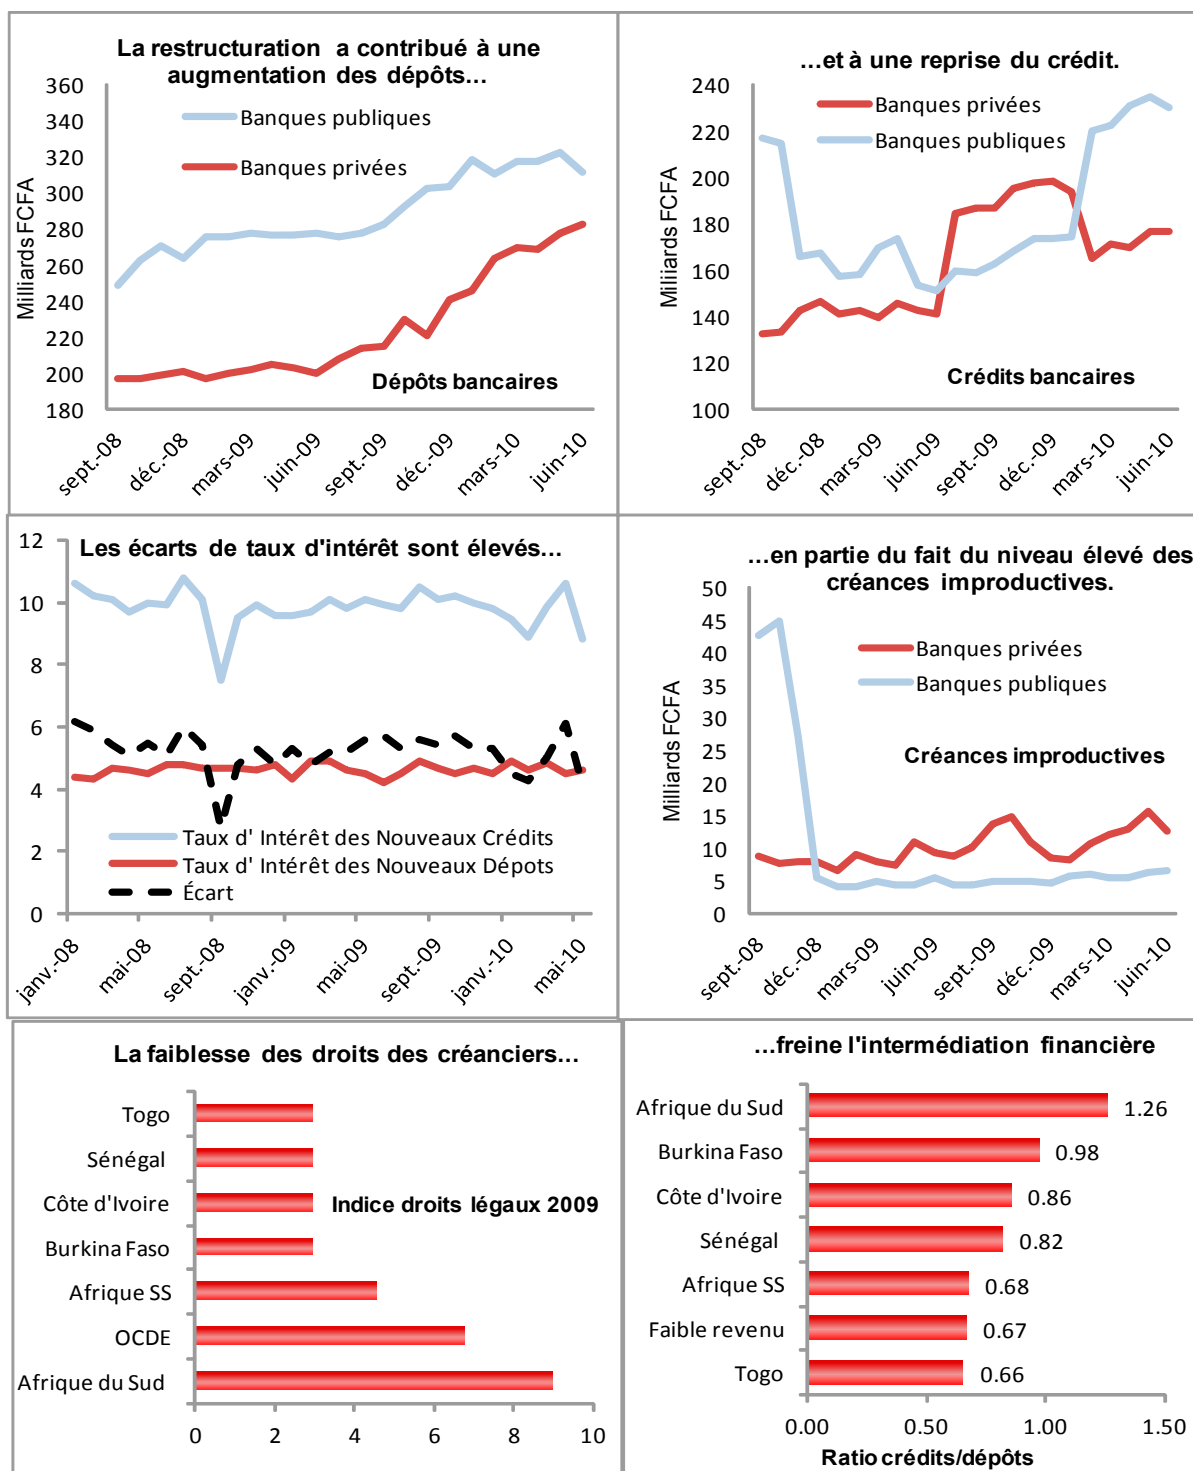 La restructuration a contribué à une
augmentation des dépôts…
360
340
320
300
280
260
240
220
200
180
Milliards FCFA
Banques publiques
Banques privées
Dépôts bancaires
sept.-08
déc.-08
mars-09
juin-09
sept.-09
déc.-09
mars-10
juin-10
…et à une reprise du crédit.
240
220
200
180
160
140
120
100
Miliiards FCFA
Banques privées
Banques publiques
Crédits bancaires
sept.-08
déc.-08
mars-09
juin-09
sept.-09
déc.-09
mars-10
juin-10
Les écarts de taux d'intérêt sont élevés…
12
10
8
6
4
2
0
Taux d' Intérêt des Nouveaux Crédits
Taux d' Intérêt des Nouveaux Dépots
Écart
janv.-08
mai-08
sept.-08
janv.-09
mai-09
sept.-09
janv.-10
mai-10
…en partie du fait du niveau élevé des
créances improductives.
50
45
40
35
30
25
20
15
10
5
0
Milliards FCFA
Banques privées
Banques publiques
Créances improductives
sept.-08
déc.-08
mars-09
juin-09
sept.-09
déc.-09
mars-10
juin-10
La faiblesse des droits des créanciers…
Togo
Sénégal
Côte d'Ivoire
Burkina Faso
Afrique SS
OCDE
Afrique du Sud
Indice droits légaux 2009
0 2 4 6 8 10
…freine l'intermédiation financière
Afrique du Sud 1.26
Burkina Faso 0.98
Côte d'Ivoire 0.86
Sénégal 0.82
Afrique SS 0.68
Faible revenu 0.67
Togo 0.66
0.00 0.50 1.00 1.50
Ratio crédits/dépôts